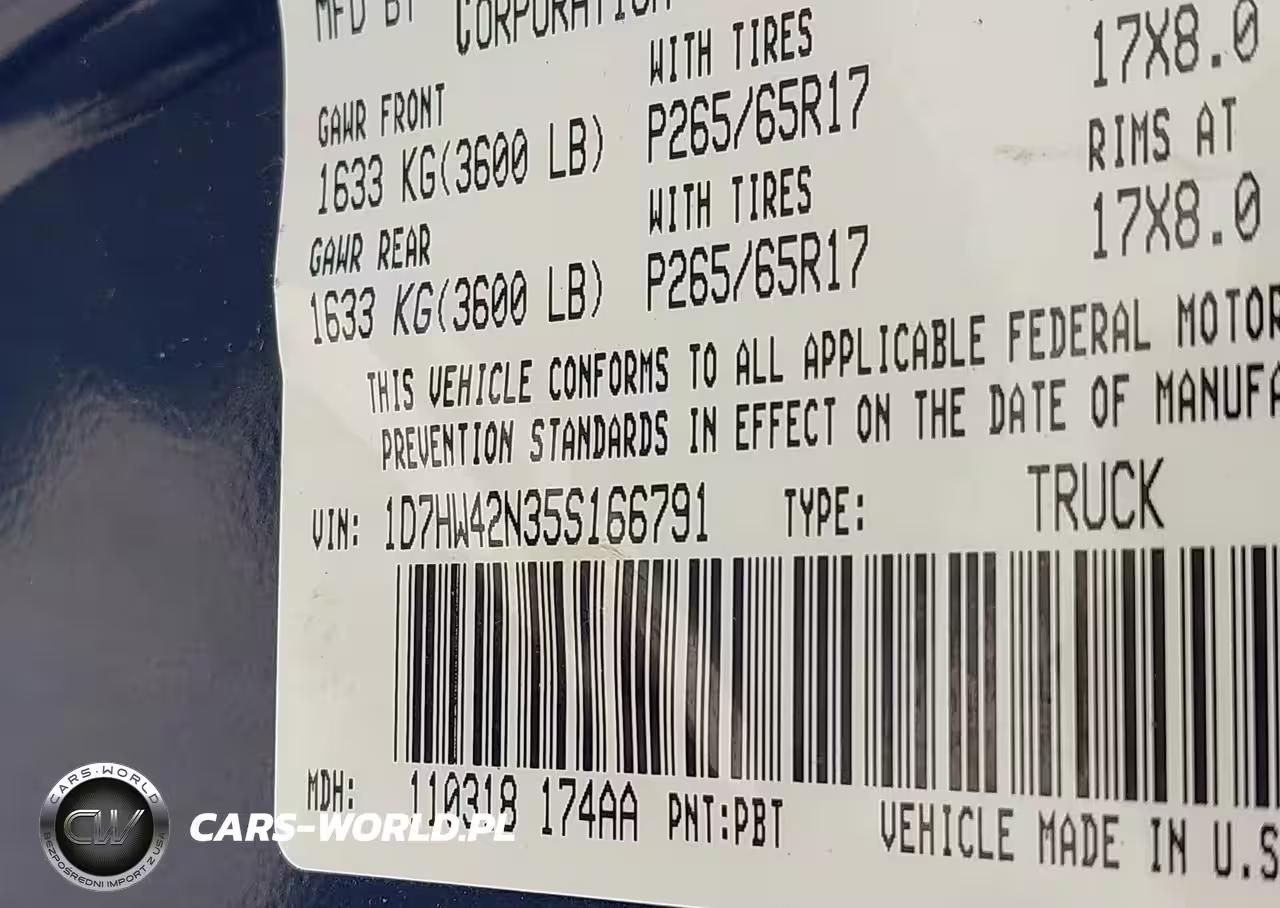 MFD BY CORPORATION
WITH TIRES 17X8.0
GAWR FRONT
1633 KG(3600 LB) P265/65R17 RIMS AT
GAWR REAR WITH TIRES 17X8.0
1633 KG(3600 LB) P265/65R17
THIS VEHICLE CONFORMS TO ALL APPLICABLE FEDERAL MOTOR
PREVENTION STANDARDS IN EFFECT ON THE DATE OF MANUFA
VIN: 1D7HW42N35S166791 TYPE: TRUCK
MDH: 110318 174AA PNT:PBT VEHICLE MADE IN U.S
CARS-WORLD
CW
BEZPOŚREDNI IMPORT Z USA
CARS-WORLD.PL